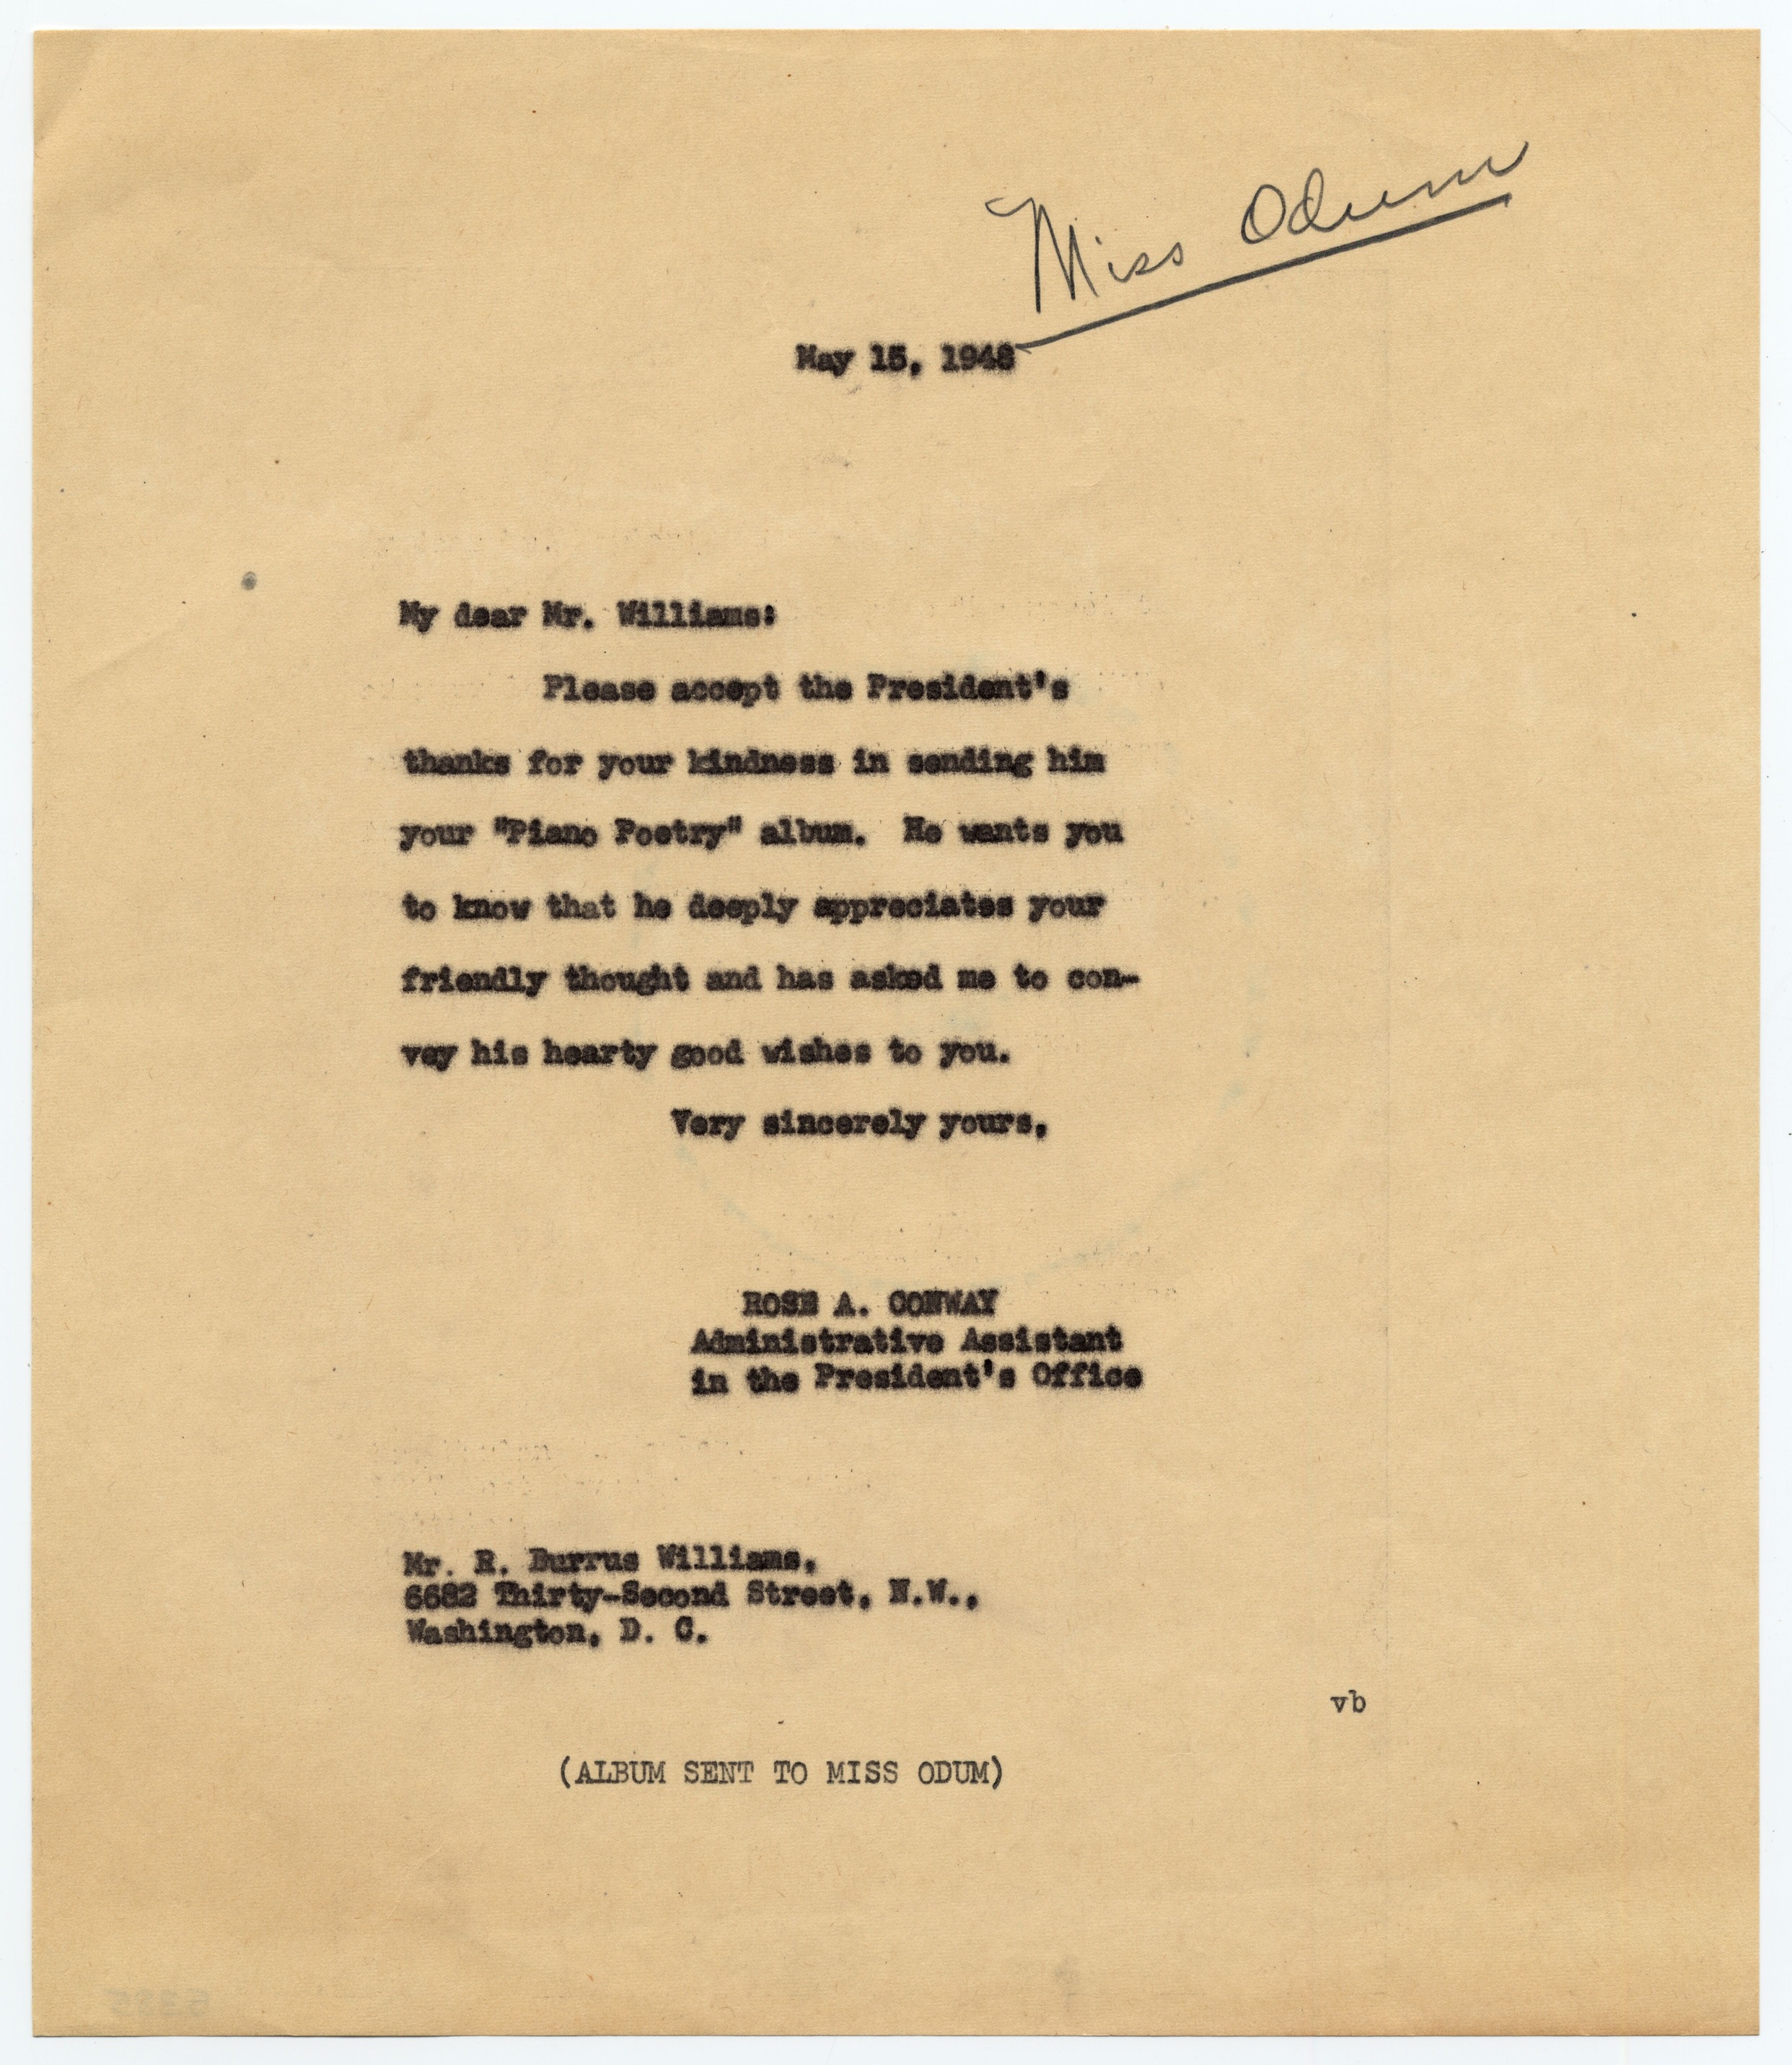 Miss Odum
May 15, 1948
My dear Mr. Williams:
Please accept the President's
thanks for your kindness in sending him
your "Piano Poetry" album. He wants you
to know that he deeply appreciates your
friendly thought and has asked me to con-
vey his hearty good wishes to you.
Very sincerely yours,
ROSE A. CONWAY
Administrative Assistant
in the President's Office
Mr. R. Burrus Williams,
6682 Thirty-Second Street, N.W.,
Washington, D. C.
vb
(ALBUM SENT TO MISS ODUM)